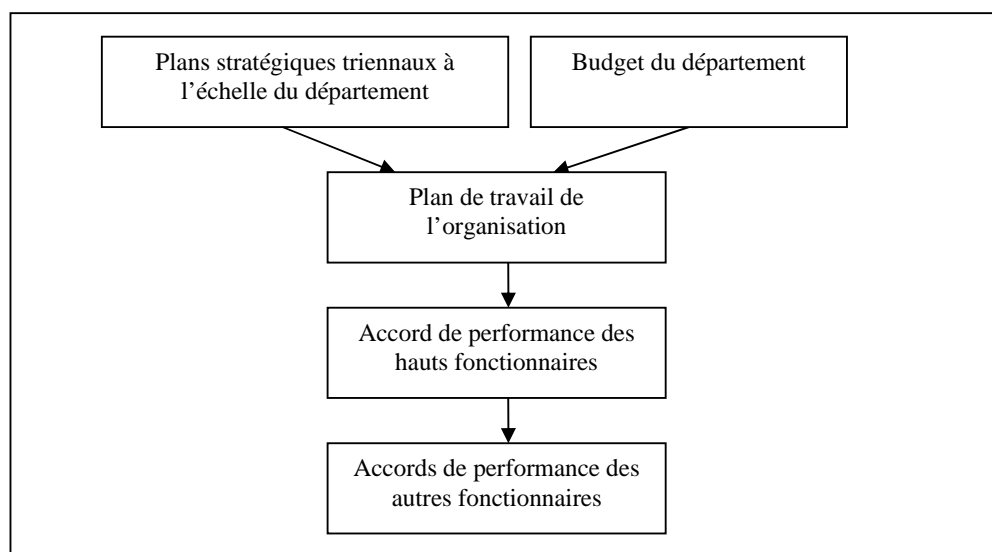 Plans stratégiques triennaux à
l’échelle du département
Budget du département
Plan de travail de
l’organisation
Accord de performance des
hauts fonctionnaires
Accords de performance des
autres fonctionnaires